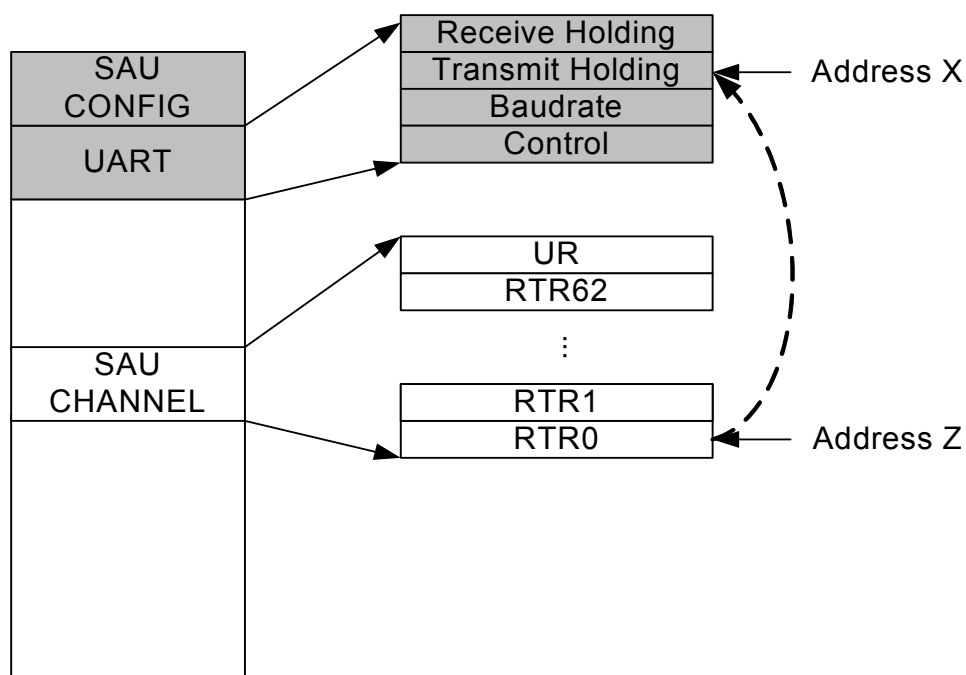 SAU
CONFIG
UART
SAU
CHANNEL
Receive Holding
Transmit Holding
Baudrate
Control
UR
RTR62
...
RTR1
RTR0
Address X
Address Z